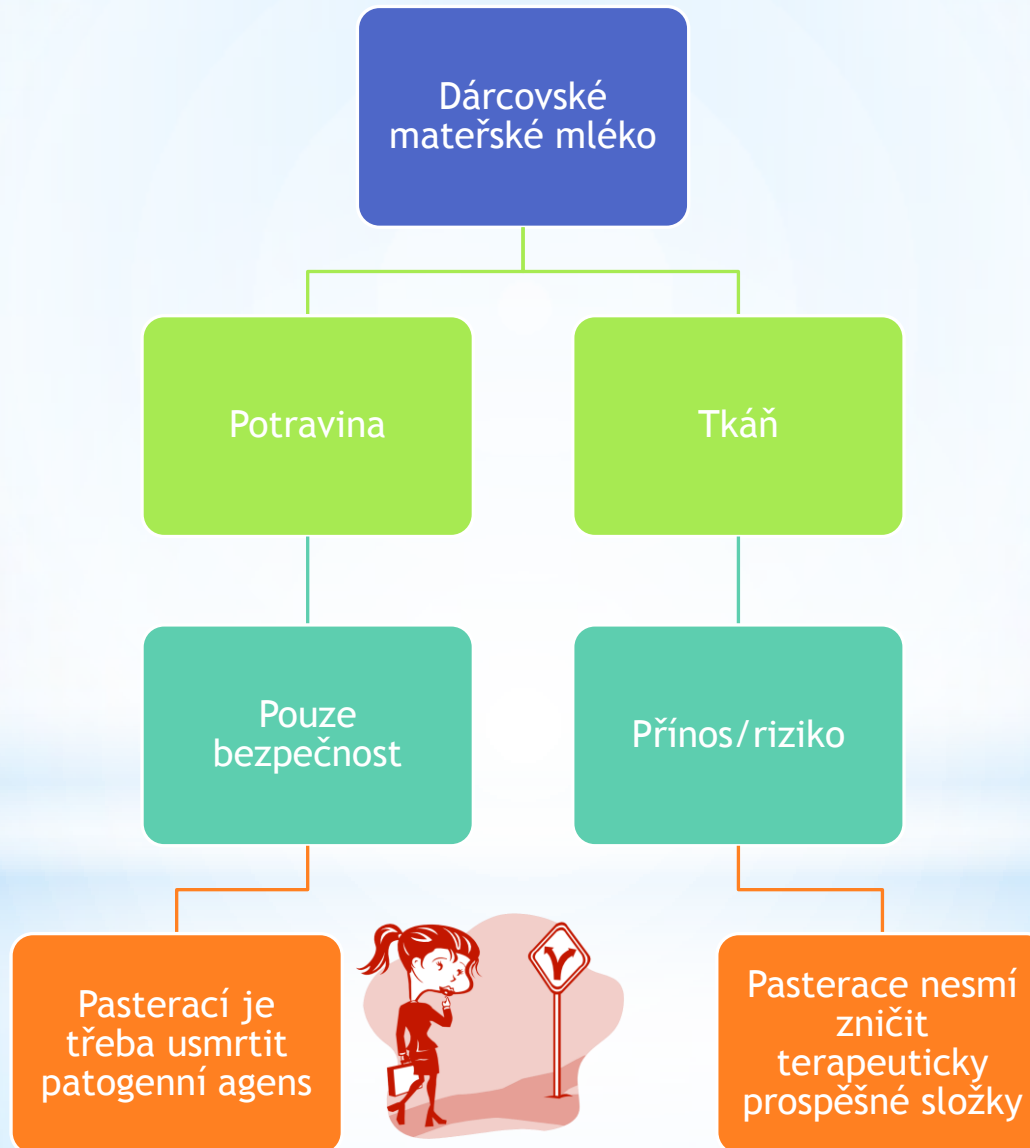 Dárcovské
mateřské mléko
Potravina
Tkáň
Pouze
bezpečnost
Přínos/riziko
Pasterací je
třeba usmrtit
patogenní agens
Pasterace nesmí
zničit
terapeuticky
prospěšné složky